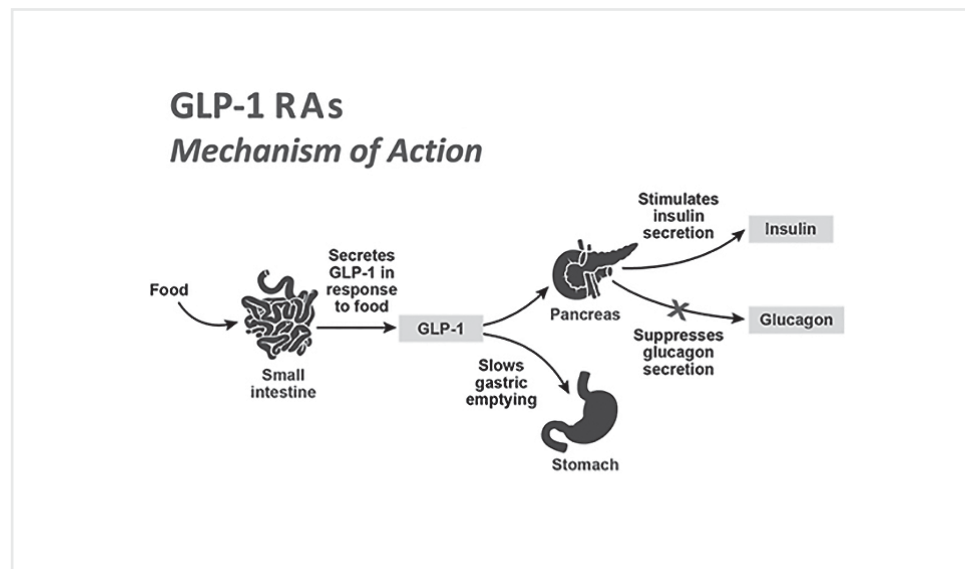 GLP-1 RAs
Mechanism of Action
Food
Small
intestine
Secretes
GLP-1 in
response
to food
GLP-1
Pancreas
Stimulates
insulin
secretion
Insulin
Suppresses
glucagon
secretion
Glucagon
Slows
gastric
emptying
Stomach